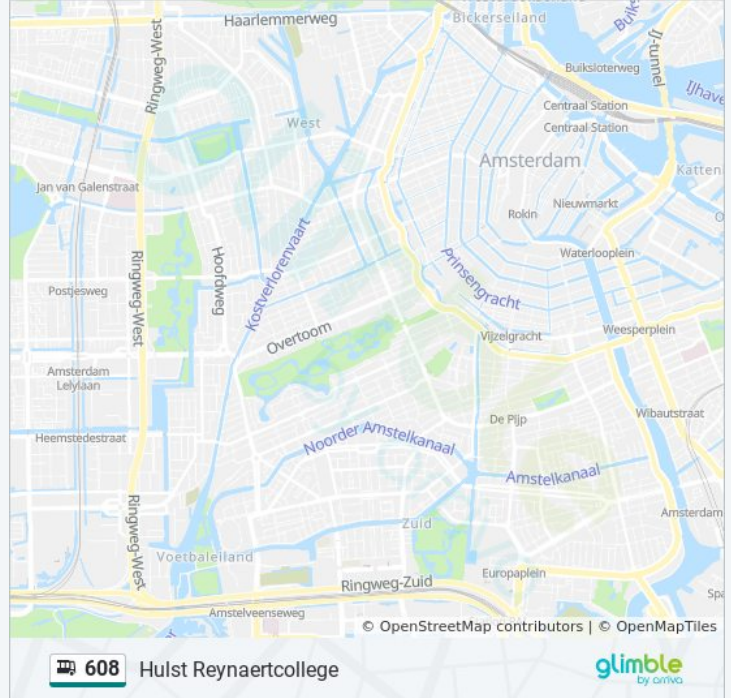 Haarlemmerweg
Bickerseiland
Ringweg-West
Buiks
IJ-tunnel
Buiksloterweg
IJhave
Centraal Station
Centraal Station
West
Amsterdam
Katten
Jan van Galenstraat
Rokin
Nieuwmarkt
Kostverlorenvaart
Waterlooplein
Hoofdweg
Prinsengracht
Ringweg-West
Postjesweg
Overtoom
Vijzelgracht
Weesperplein
Amsterdam
Lelylaan
De Pijp
Wibautstraat
Heemstedestraat
Noorder Amstelkanaal
Amstelkanaal
Ringweg-West
Amsterdam
Zuid
Voetbaleiland
Europaplein
Ringweg-Zuid
Spa
Amstelveenseweg
© OpenStreetMap contributors | © OpenMapTiles
608 Hulst Reynaertcollege
glimble
by arriva